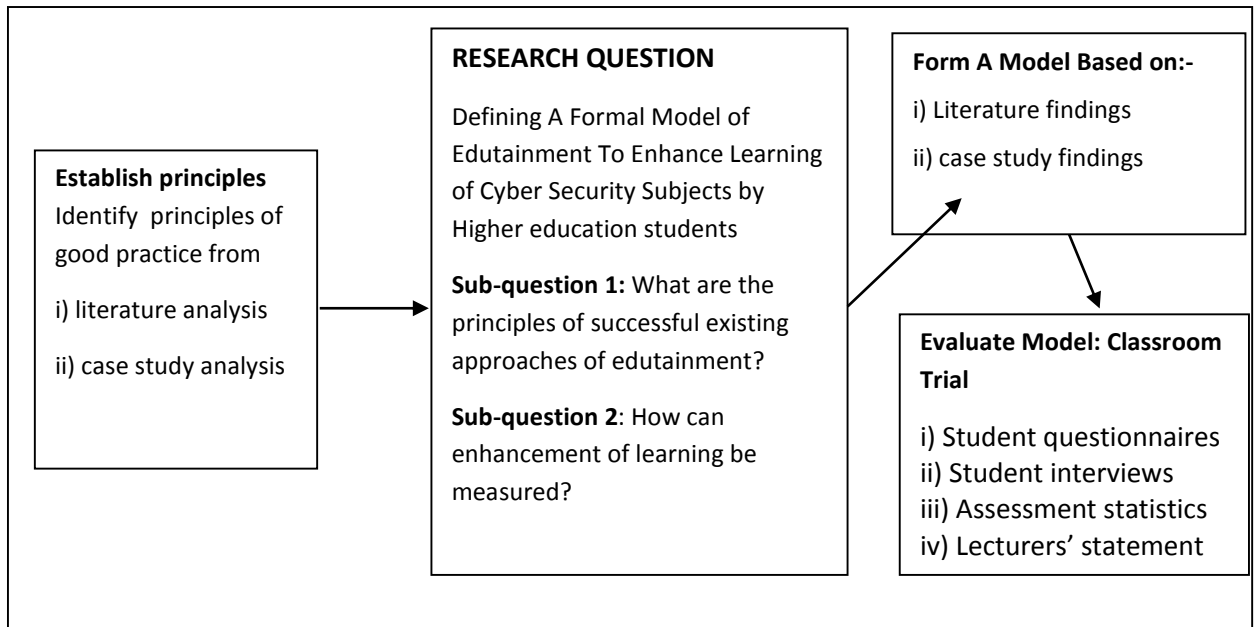 Establish principles
Identify principles of
good practice from
i) literature analysis
ii) case study analysis
RESEARCH QUESTION
Defining A Formal Model of
Edutainment To Enhance Learning
of Cyber Security Subjects by
Higher education students
Sub-question 1: What are the
principles of successful existing
approaches of edutainment?
Sub-question 2: How can
enhancement of learning be
measured?
Form A Model Based on:-
i) Literature findings
ii) case study findings
Evaluate Model: Classroom
Trial
i) Student questionnaires
ii) Student interviews
iii) Assessment statistics
iv) Lecturers’ statement